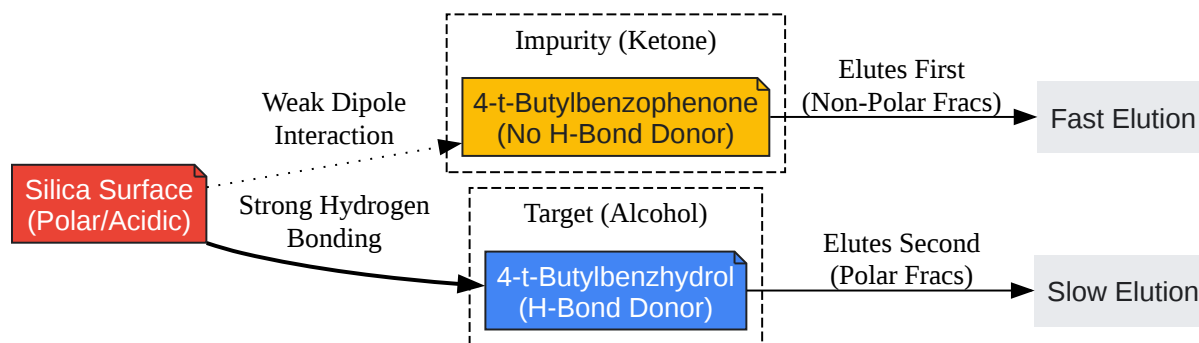 Impurity (Ketone)
4-t-Butylbenzophenone
(No H-Bond Donor)
Elutes First
(Non-Polar Fracs)
Fast Elution
Weak Dipole
Interaction
Silica Surface
(Polar/Acidic)
Strong Hydrogen
Bonding
Target (Alcohol)
4-t-Butylbenzhydrol
(H-Bond Donor)
Elutes Second
(Polar Fracs)
Slow Elution